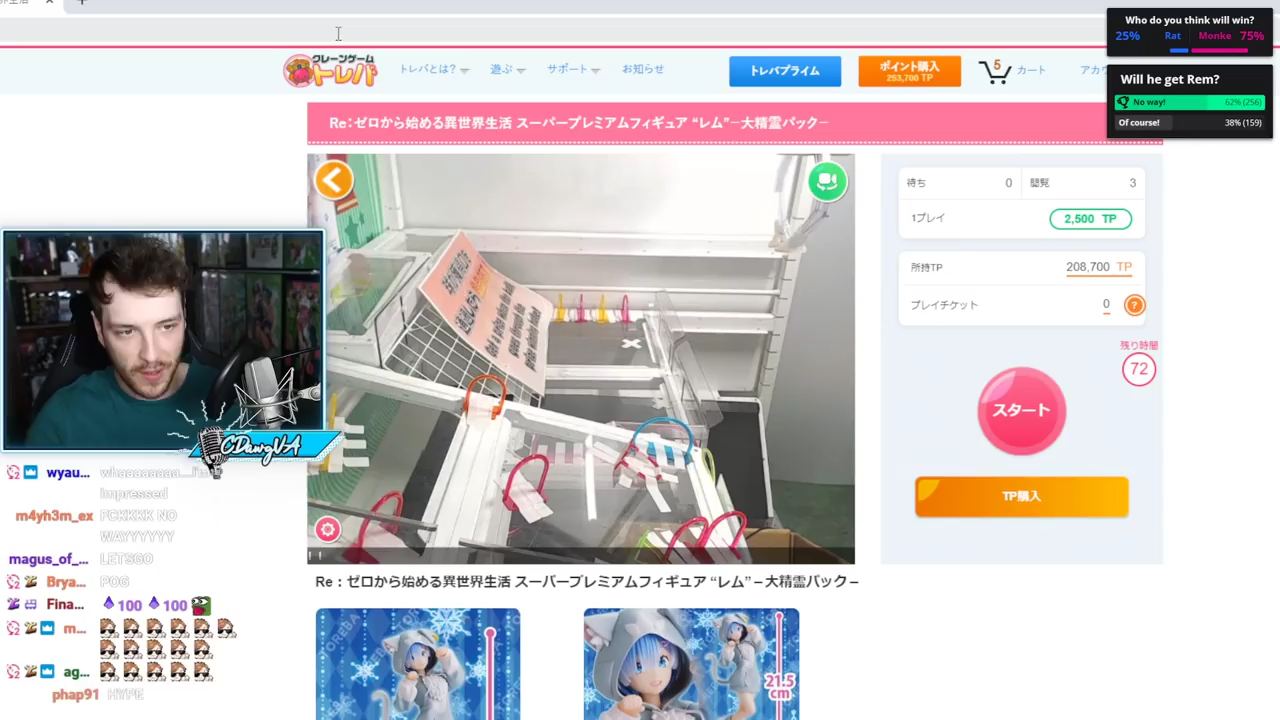 界生活
Who do you think will win?
25% Rat Monke 75%
Will he get Rem?
No way! 62% (256)
Of course! 38% (159)
クレーンゲーム
トレバ
トレバとは?
遊ぶ
サポート
お知らせ
トレバプライム
ポイント購入
293,700 TP
5
カート
アカウ
Re:ゼロから始める異世界生活 スーパープレミアムフィギュア “レム”−大精霊パック−
待ち 0 閲覧 3
1プレイ 2,500 TP
所持TP 208,700 TP
プレイチケット 0 ?
残り時間
72
スタート
TP購入
CDawgVA
wyau... whaaaaaaaa....i'm
impressed
m4yh3m_ex FCKKKK NO
WAYYYYYY
magus_of_... LETSGO
Brya... POG
Fina... 100 100
m...
ag...
phap91 HYPE
Re:ゼロから始める異世界生活 スーパープレミアムフィギュア “レム” −大精霊パック−
TOREBA
21.5
cm